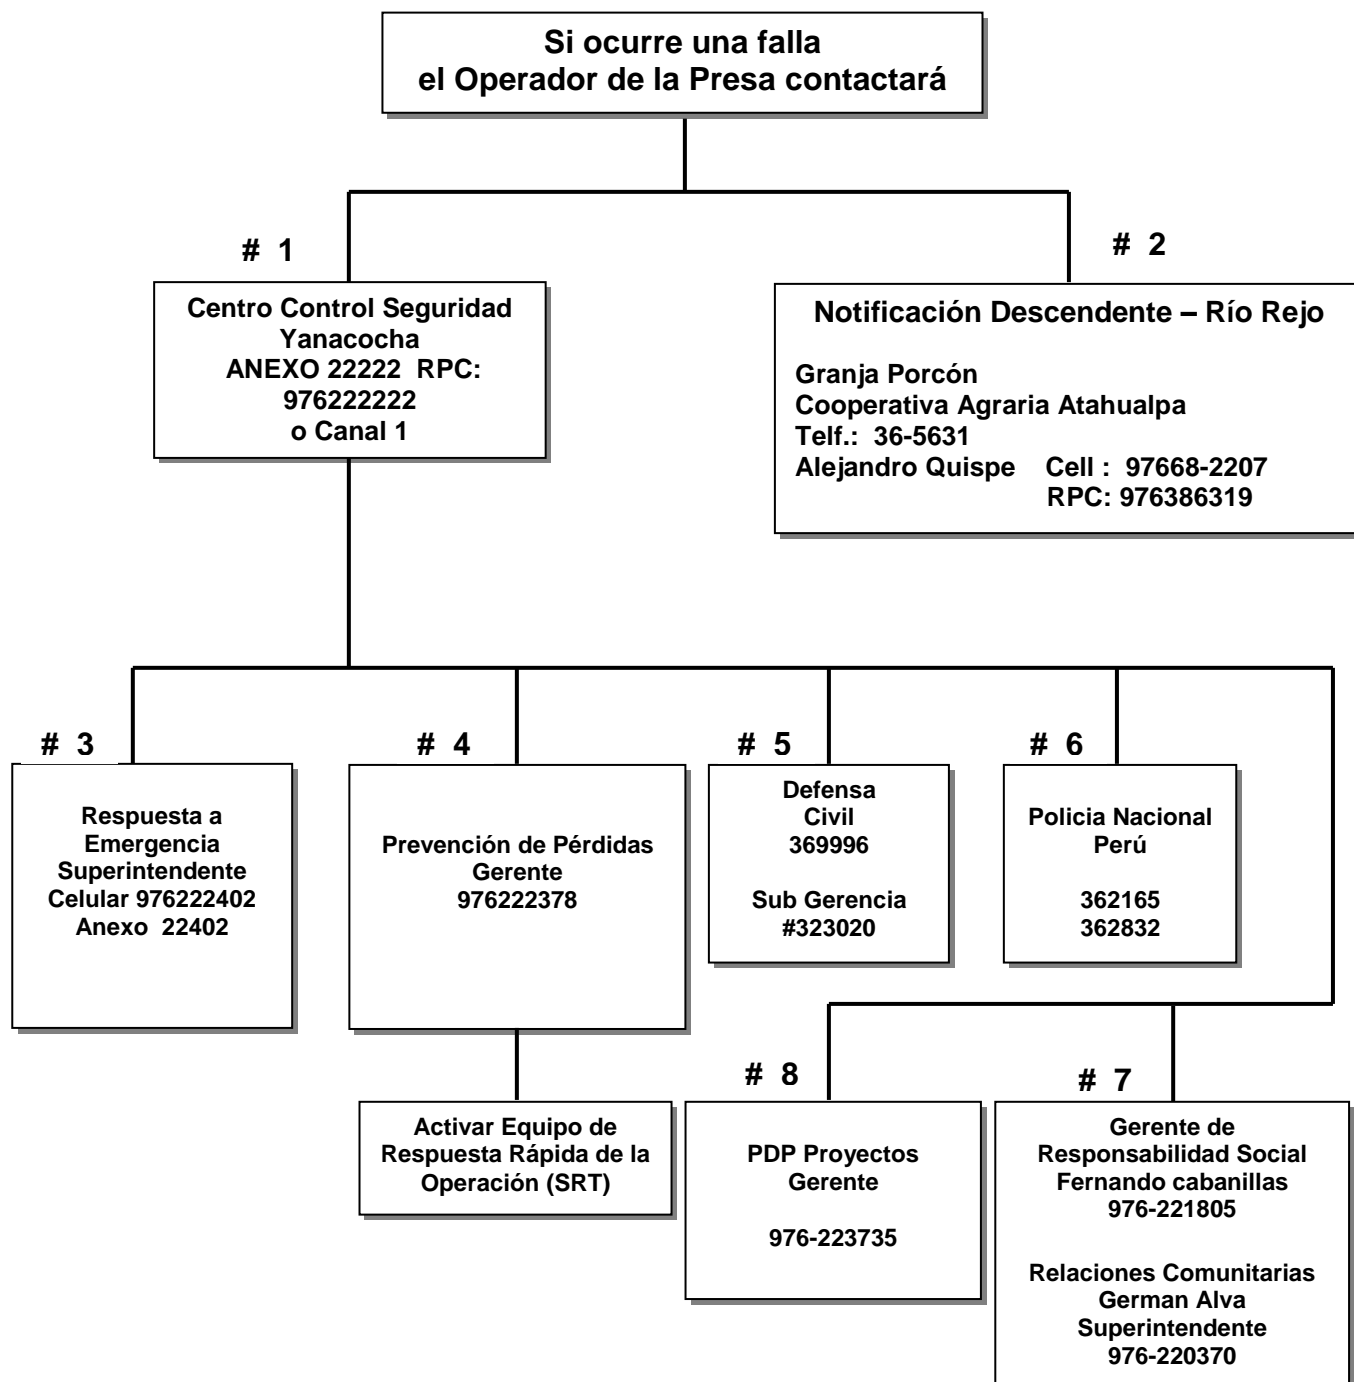 Si ocurre una falla
el Operador de la Presa contactará
# 1
Centro Control Seguridad
Yanacocha
ANEXO 22222 RPC:
976222222
o Canal 1
# 2
Notificación Descendente – Río Rejo
Granja Porcón
Cooperativa Agraria Atahualpa
Telf.: 36-5631
Alejandro Quispe Cell : 97668-2207
RPC: 976386319
# 3
Respuesta a
Emergencia
Superintendente
Celular 976222402
Anexo 22402
# 4
Prevención de Pérdidas
Gerente
976222378
Activar Equipo de
Respuesta Rápida de la
Operación (SRT)
# 5
Defensa
Civil
369996
Sub Gerencia
#323020
# 6
Policia Nacional
Perú
362165
362832
# 8
PDP Proyectos
Gerente
976-223735
# 7
Gerente de
Responsabilidad Social
Fernando cabanillas
976-221805
Relaciones Comunitarias
German Alva
Superintendente
976-220370